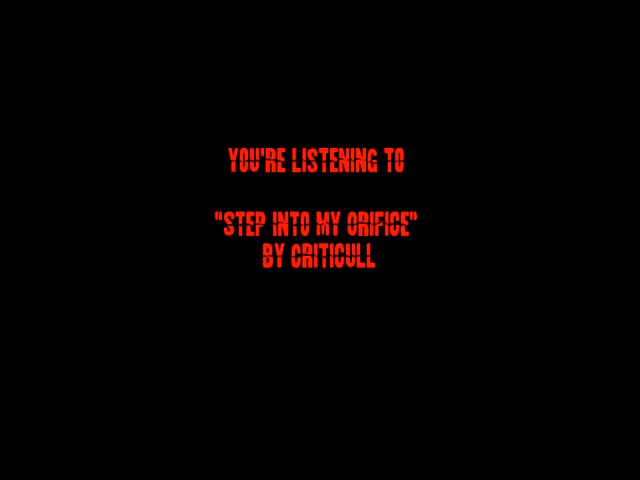 YOU'RE LISTENING TO
"STEP INTO MY ORIFICE"
BY CRITICULL